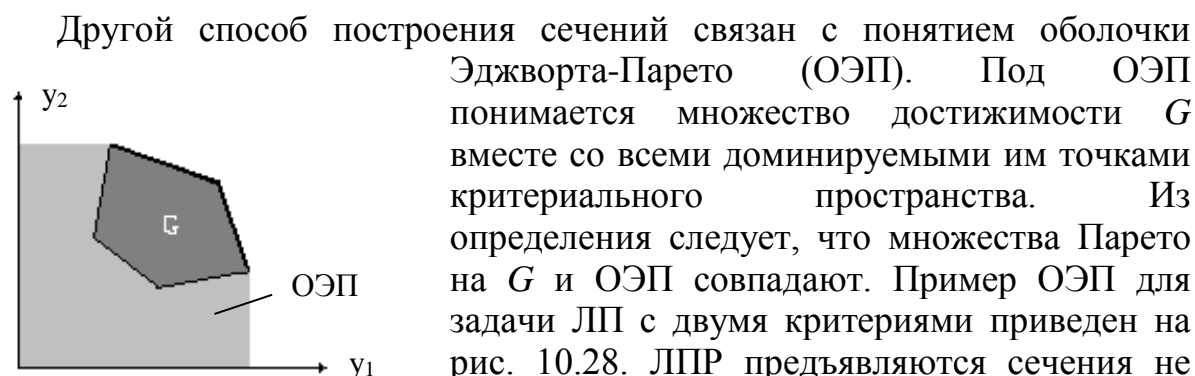 Другой способ построения сечений связан с понятием оболочки
Эджворта-Парето (ОЭП). Под ОЭП
понимается множество достижимости G
вместе со всеми доминируемыми им точками
критериального пространства. Из
определения следует, что множества Парето
на G и ОЭП совпадают. Пример ОЭП для
задачи ЛП с двумя критериями приведен на
рис. 10.28. ЛПР предъявляются сечения не
y2
G
ОЭП
y1